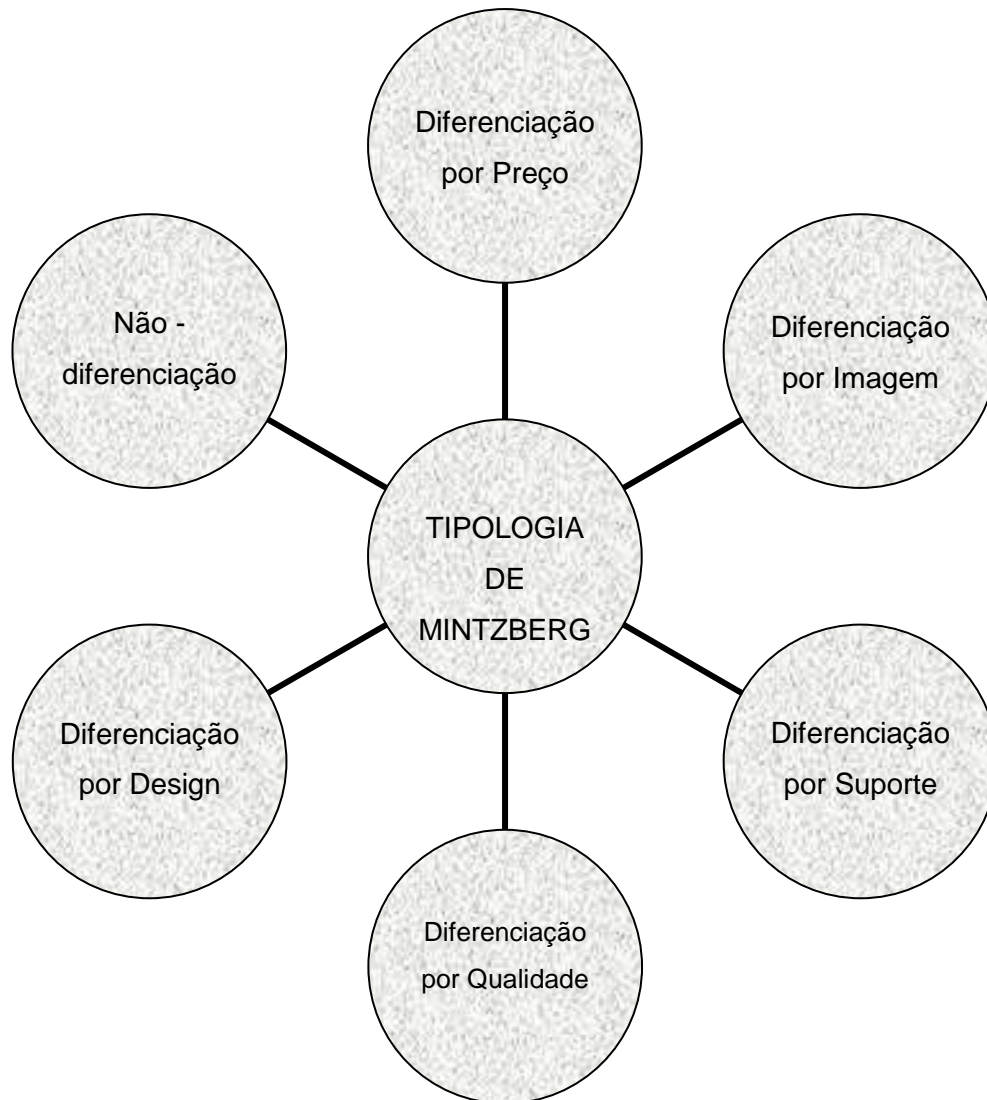 Diferenciação
por Preço
Não -
diferenciação
Diferenciação
por Imagem
TIPOLOGIA
DE
MINTZBERG
Diferenciação
por Design
Diferenciação
por Suporte
Diferenciação
por Qualidade